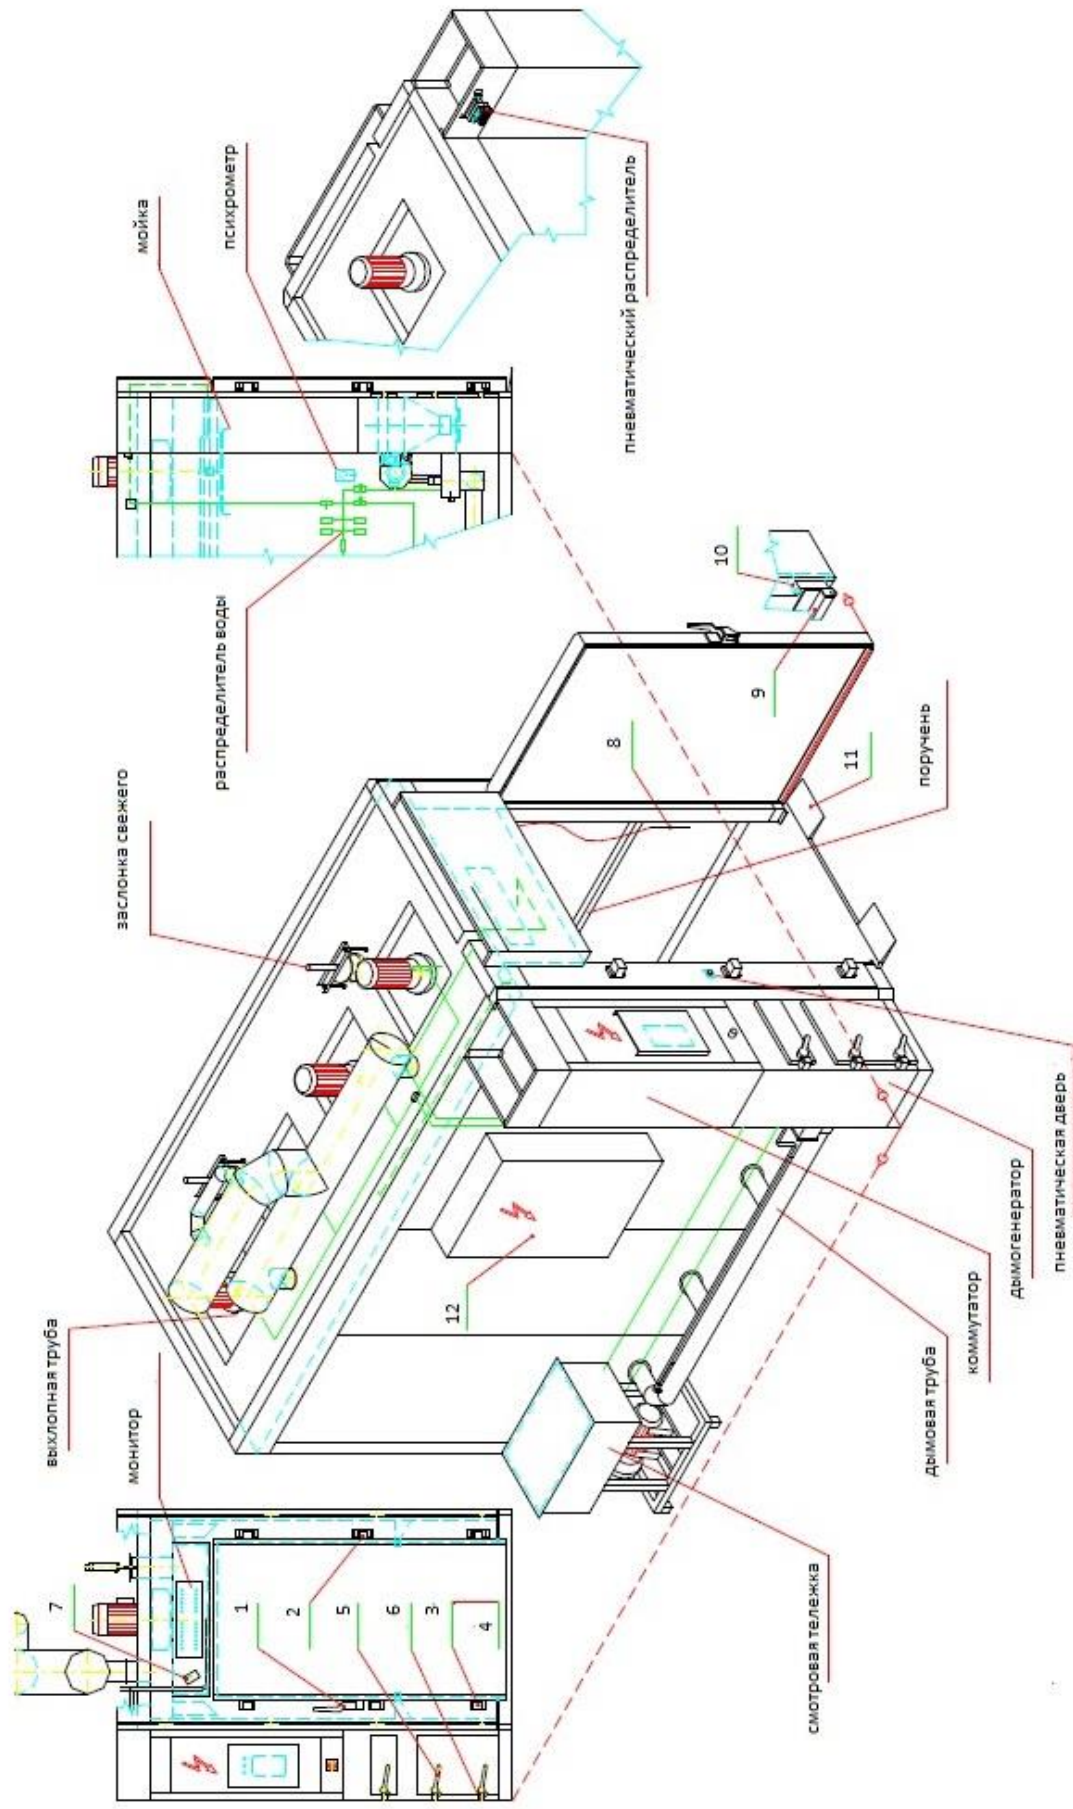 мойка
психрометр
пневматический распределитель
распределитель воды
заслонка свежего
10
9
8
11
поручень
выхлопная труба
монитор
12
пневматическая дверь
дымогенератор
коммутатор
дымовая труба
смотровая тележка
7
1
2
5
6
3
4